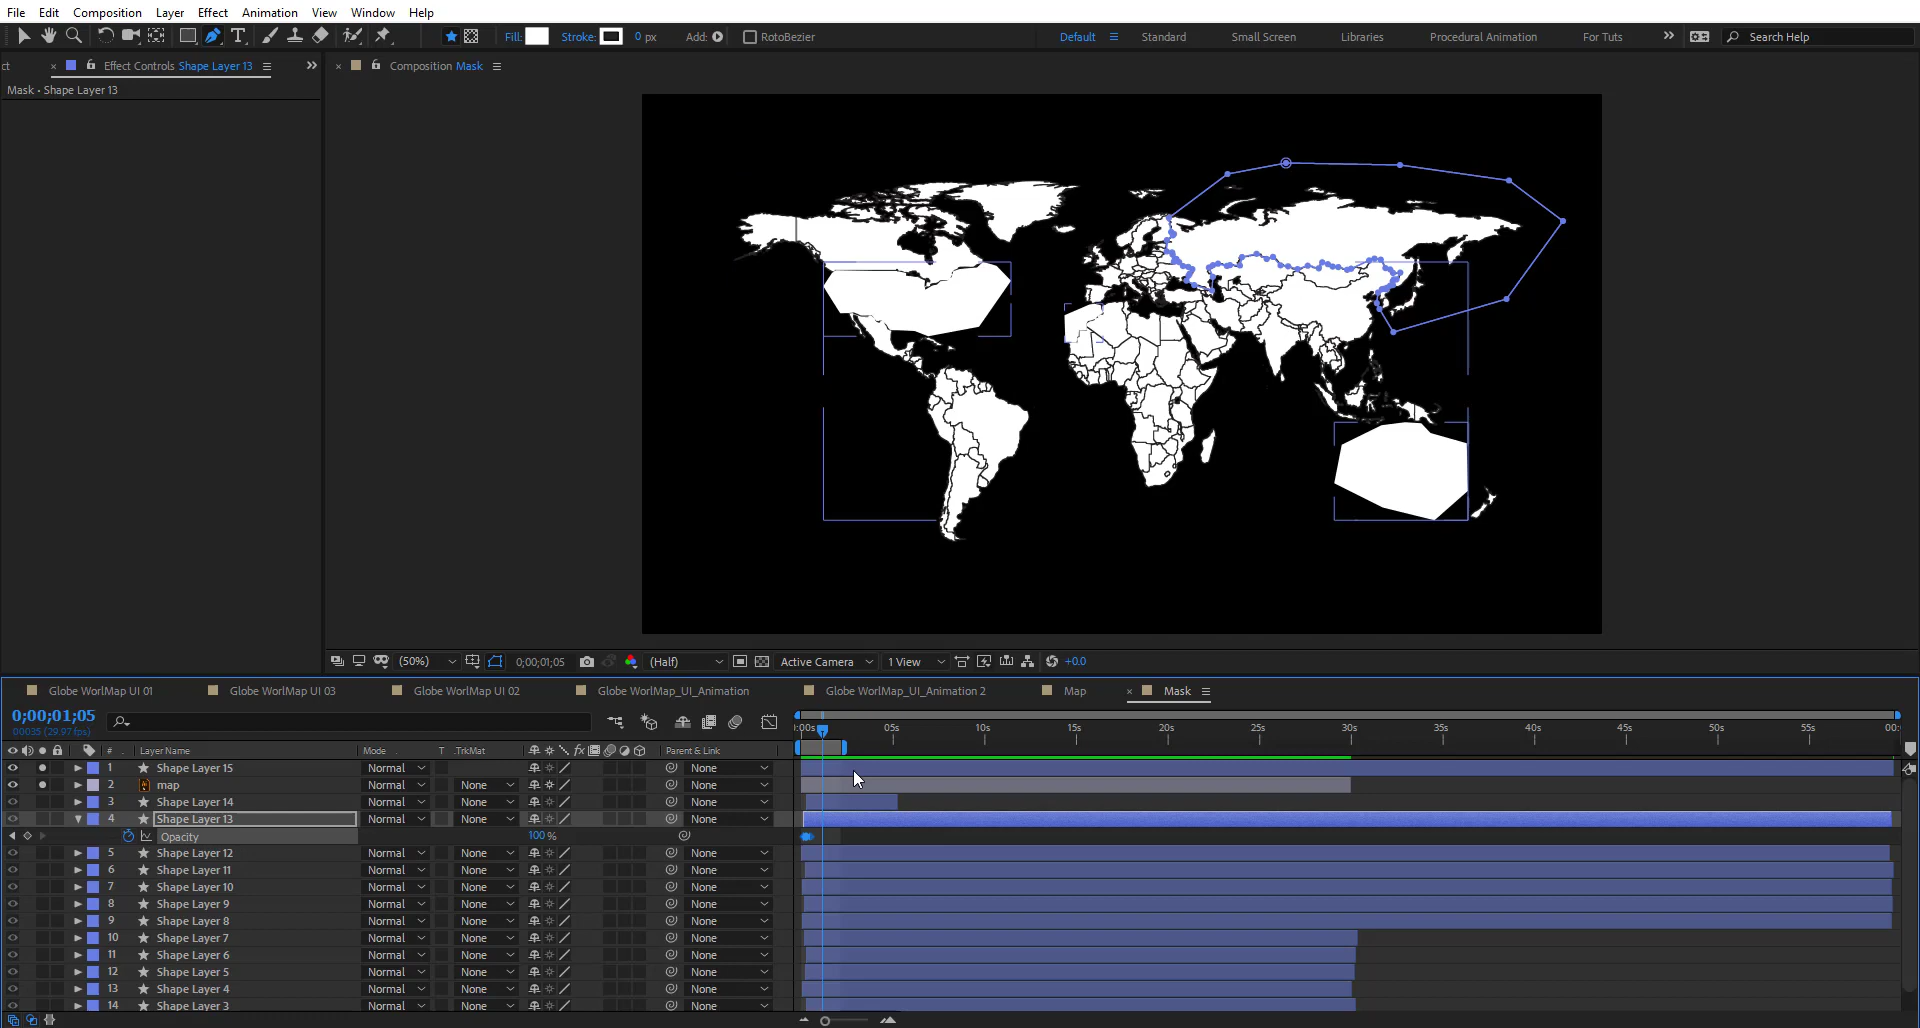 File Edit Composition Layer Effect Animation View Window Help
Fill: Stroke: 0 px Add: RotoBezier Default Standard Small Screen Libraries Procedural Animation For Tuts Search Help
ct Effect Controls Shape Layer 13 Composition Mask
Mask • Shape Layer 13
(50%) 0;00;01;05 (Half) Active Camera 1 View +0.0
Globe WorlMap UI 01 Globe WorlMap UI 03 Globe WorlMap UI 02 Globe WorlMap_UI_Animation Globe WorlMap_UI_Animation 2 Map Mask
0;00;01;05
00035 (29.97 fps)
:00s 05s 10s 15s 20s 25s 30s 35s 40s 45s 50s 55s 00:
# Layer Name Mode T .TrkMat fx Parent & Link
1 Shape Layer 15 Normal None
2 map Normal None None
3 Shape Layer 14 Normal None None
4 Shape Layer 13 Normal None None
Opacity 100 %
5 Shape Layer 12 Normal None None
6 Shape Layer 11 Normal None None
7 Shape Layer 10 Normal None None
8 Shape Layer 9 Normal None None
9 Shape Layer 8 Normal None None
10 Shape Layer 7 Normal None None
11 Shape Layer 6 Normal None None
12 Shape Layer 5 Normal None None
13 Shape Layer 4 Normal None None
14 Shape Layer 3 Normal None None